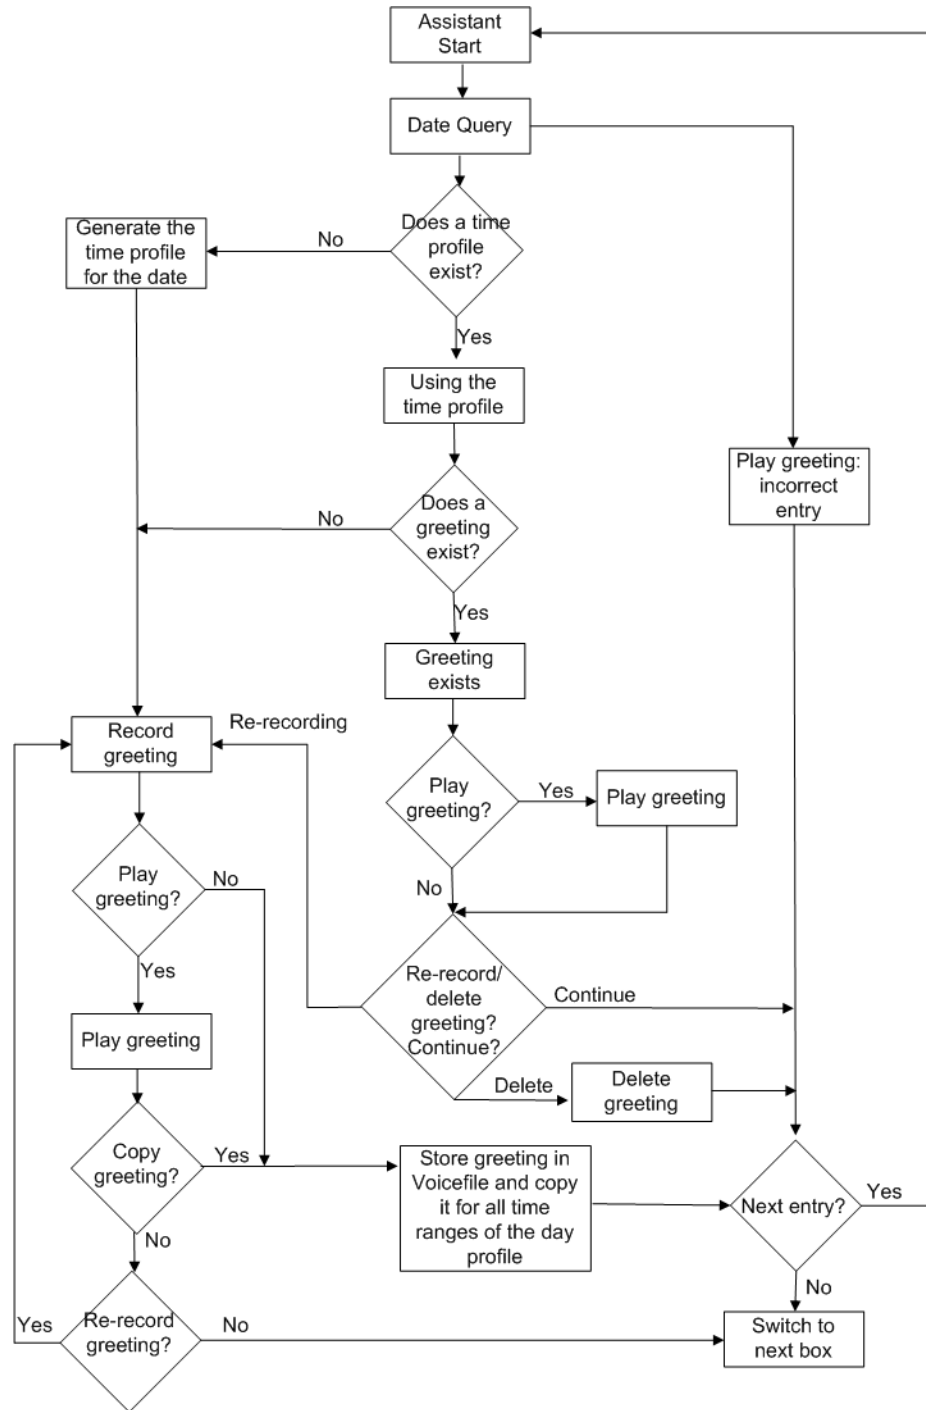 Assistant
Start
Date Query
Does a time
profile
exist?
No
Generate the
time profile
for the date
Yes
Using the
time profile
Play greeting:
incorrect
entry
Does a
greeting
exist?
No
Yes
Greeting
exists
Re-recording
Record
greeting
Play
greeting?
Yes
Play greeting
No
Play
greeting?
No
Yes
Re-record/
delete
greeting?
Continue?
Continue
Play greeting
Delete
Delete
greeting
Copy
greeting?
Yes
Store greeting in
Voicefile and copy
it for all time
ranges of the day
profile
Next entry?
Yes
No
No
Re-record
greeting?
Yes
No
Switch to
next box